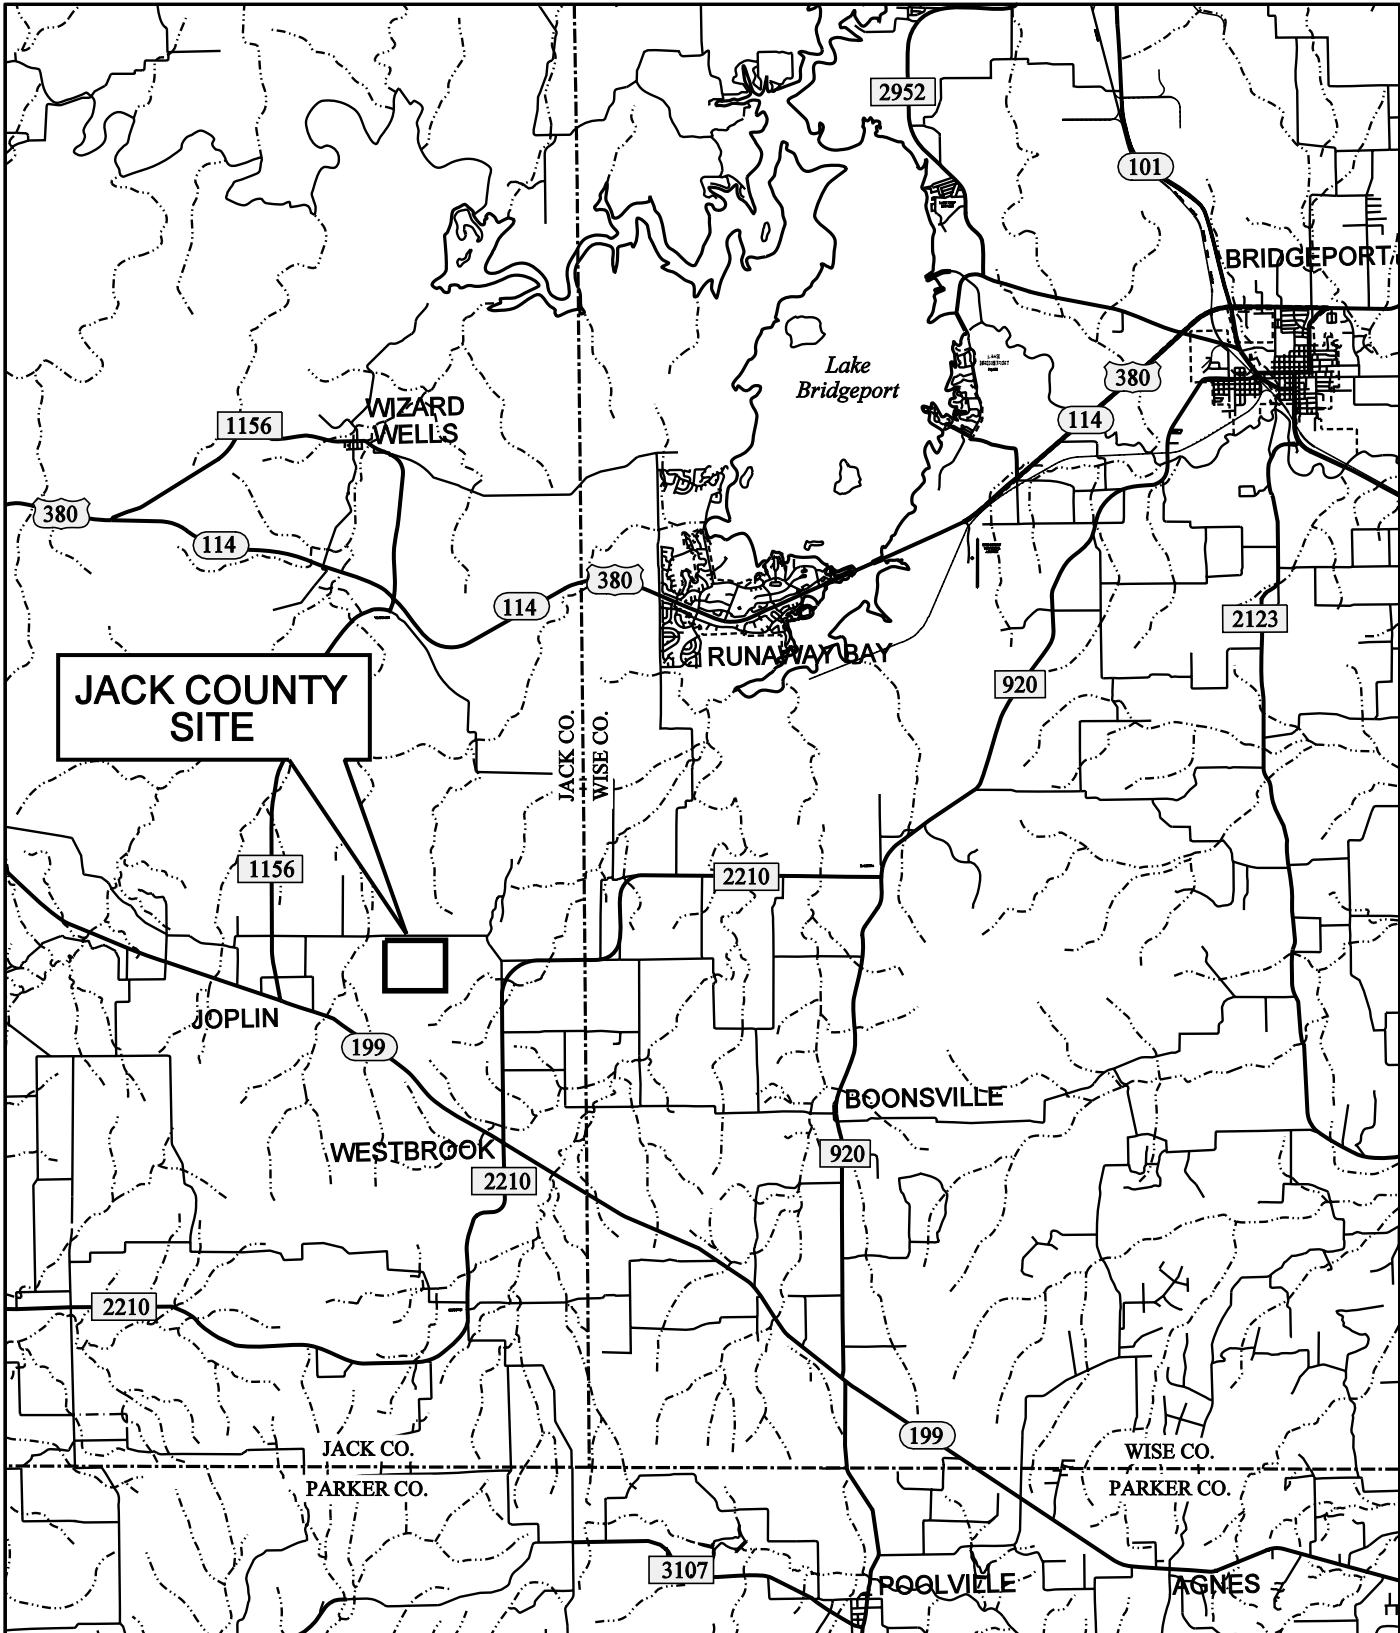 2952
101
BRIDGEPORT
Lake
Bridgeport
380
114
WIZARD
WELLS
1156
380
114
380
114
2123
RUNAWAY BAY
920
JACK COUNTY
SITE
JACK CO.
WISE CO.
1156
2210
JOPLIN
199
BOONSVILLE
WESTBROOK
920
2210
2210
199
JACK CO.
WISE CO.
PARKER CO.
PARKER CO.
3107
POOLVILLE
AGNES